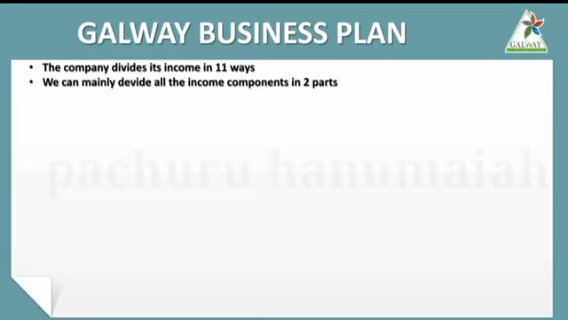 GALWAY BUSINESS PLAN
GALWAY
• The company divides its income in 11 ways
• We can mainly devide all the income components in 2 parts
pachuru hanumaiah